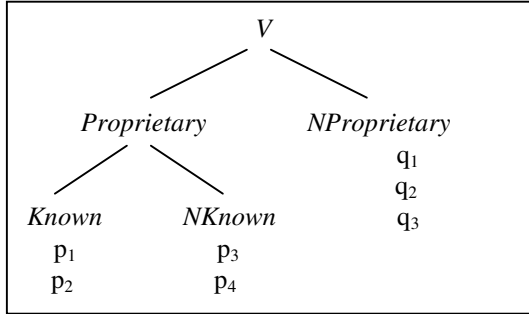 V
Proprietary NProprietary
q₁
q₂
Known NKnown q₃
p₁ p₃
p₂ p₄